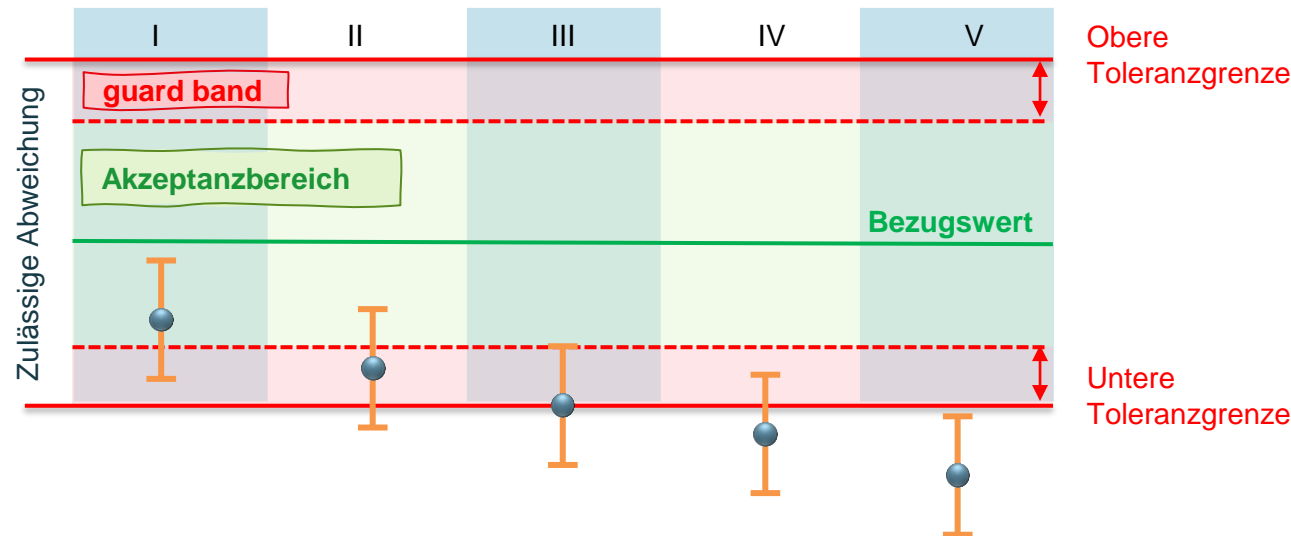 I
II
III
IV
V
Obere
Toleranzgrenze
guard band
Zulässige Abweichung
Akzeptanzbereich
Bezugswert
Untere
Toleranzgrenze